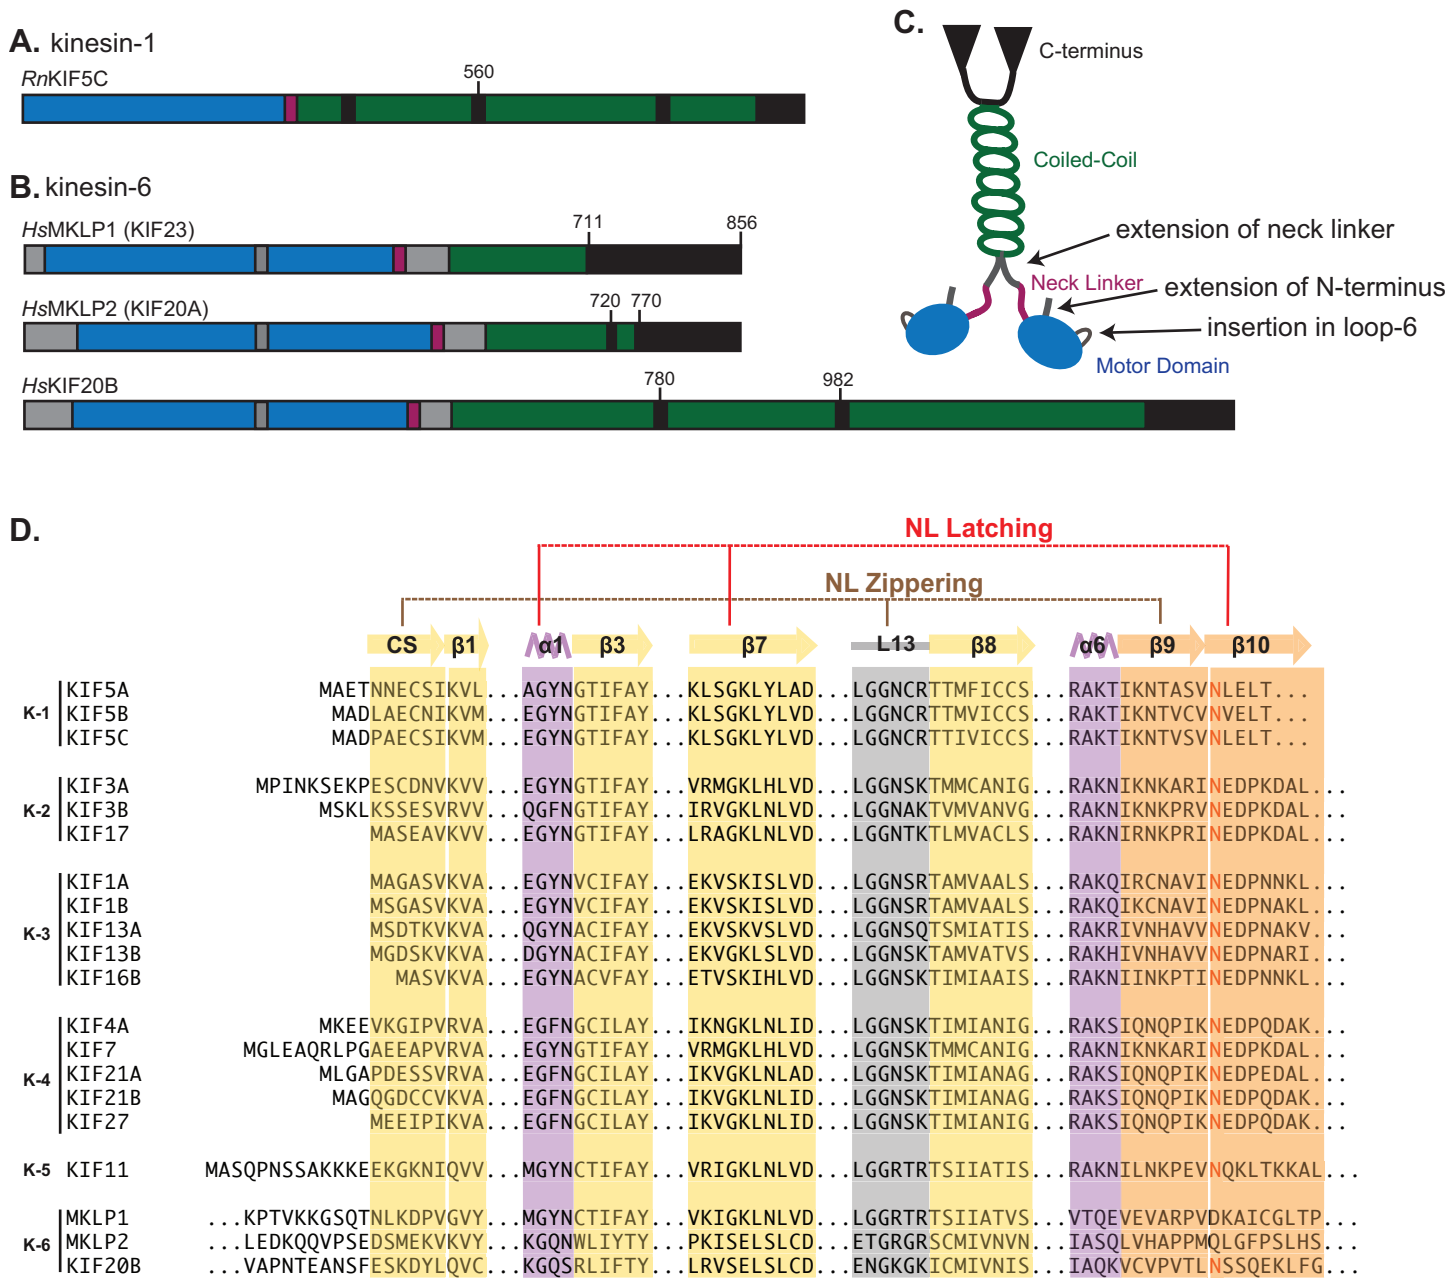 A. kinesin-1
RnKIF5C
560
B. kinesin-6
HsMKLP1 (KIF23)
711
856
HsMKLP2 (KIF20A)
720
770
HsKIF20B
780
982
C.
C-terminus
Coiled-Coil
extension of neck linker
Neck Linker
extension of N-terminus
insertion in loop-6
Motor Domain
D.
NL Latching
NL Zippering
CS β1 α1 β3 β7 L13 β8 α6 β9 β10
K-1
KIF5A MAETNNECSIKVL...AGYNGTIFAY...KLSGKLYLAD...LGGNCRTTMFICCS...RAKTIKNTASVNLELT...
KIF5B MADLAECNIKVM...EGYNGTIFAY...KLSGKLYLVD...LGGNCRTTMVICCS...RAKTIKNTVCVNVELT...
KIF5C MADPAECSIKVM...EGYNGTIFAY...KLSGKLYLVD...LGGNCRTTIVICCS...RAKTIKNTVSVNLELT...
K-2
KIF3A MPINKSEKPESCDNVKVV...EGYNGTIFAY...VRMGKLHLVD...LGGNSKTMMCANIG...RAKNIKNKARINEDPKDAL...
KIF3B MSKLKSSESVRVV...QGFNGTIFAY...IRVGKLNLVD...LGGNAKTVMVANVG...RAKNIKNKPRVNEDPKDAL...
KIF17 MASEAVKVV...EGYNGTIFAY...LRAGKLNLVD...LGGNTKTLMVACLS...RAKNIRNKPRINEDPKDAL...
K-3
KIF1A MAGASVKVA...EGYNVCIFAY...EKVSKISLVD...LGGNSRTAMVAALS...RAKQIRCNAVINEDPNNKL...
KIF1B MSGASVKVA...EGYNVCIFAY...EKVSKISLVD...LGGNSRTAMVAALS...RAKQIKCNAVINEDPNAKL...
KIF13A MSDTKVKVA...QGYNACIFAY...EKVSKVSLVD...LGGNSQTSMIATIS...RAKRIVNHAVVNEDPNAKV...
KIF13B MGDSKVKVA...DGYNACIFAY...EKVGKLSLVD...LGGNSKTAMVATVS...RAKHIVNHAVVNEDPNARI...
KIF16B MASVKVA...EGYNACVFAY...ETVSKIHLVD...LGGNSKTIMIAAIS...RAKNIINKPTINEDPNNKL...
K-4
KIF4A MKEEVKGIPVRVA...EGFNGCILAY...IKNGKLNLID...LGGNSKTIMIANIG...RAKSIQNQPIKNEDPQDAK...
KIF7 MGLEAQRLPGAEEAPVRVA...EGYNGTIFAY...VRMGKLHLVD...LGGNSKTMMCANIG...RAKNIKNKARINEDPKDAL...
KIF21A MLGAPDESSVRVA...EGFNGCILAY...IKVGKLNLAD...LGGNSKTIMIANAG...RAKSIQNQPIKNEDPEDAL...
KIF21B MAGQGDCCVKVA...EGFNGCILAY...IKVGKLNLVD...LGGNSKTIMIANAG...RAKSIQNQPIKNEDPQDAK...
KIF27 MEEIPIKVA...EGFNGCILAY...IKVGKLNLVD...LGGNSKTIMIANIG...RAKSIQNQPIKNEDPQDAK...
K-5 KIF11 MASQPNSSAKKKEEKGKNIQVV...MGYNCTIFAY...VRIGKLNLVD...LGGRTRTSIIATIS...RAKNILNKPEVNQKLTKKAL...
K-6
MKLP1 ...KPTVKKGSQTNLKDPVGVY...MGYNCTIFAY...VKIGKLNLVD...LGGRTRTSIIATVS...VTQEVEVARPVDKAICGLTP...
MKLP2 ...LEDKQQVPSEDSMEKVKVY...KGQNWLIYTY...PKISELSLCD...ETGRGRSCMIVNVN...IASQLVHAPPMQLGFPSLHS...
KIF20B ...VAPNTEANSFESKDYLQVC...KGQSRLIFTY...LRVSELSLCD...ENGKGKICMIVNIS...IAQKVCVPVTLNSSQEKLFG...